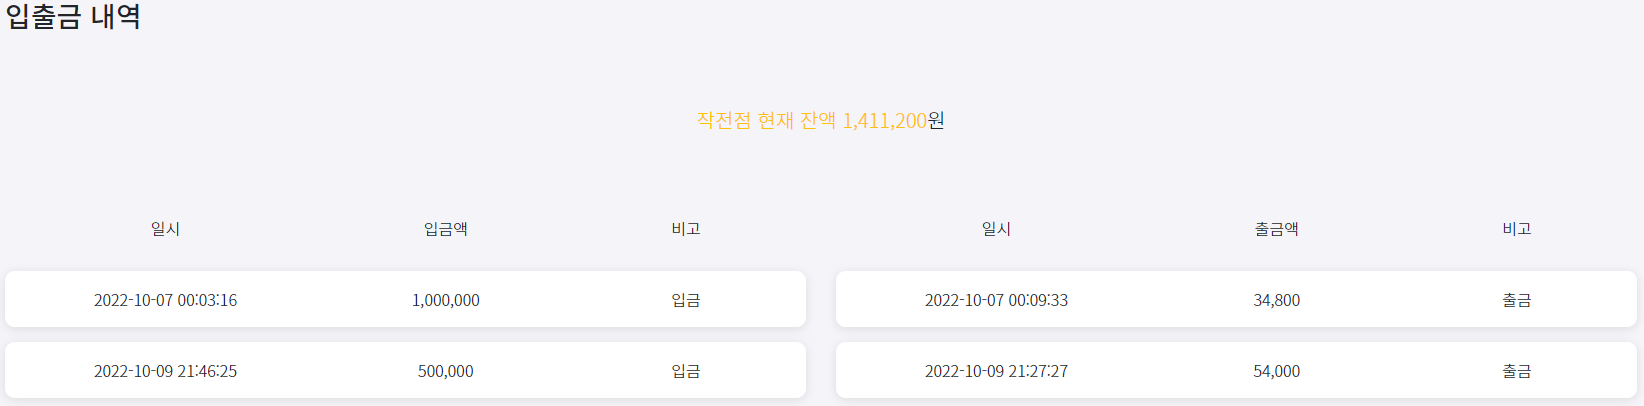 입출금 내역
작전점 현재 잔액 1,411,200원
일시 입금액 비고 일시 출금액 비고
2022-10-07 00:03:16 1,000,000 입금 2022-10-07 00:09:33 34,800 출금
2022-10-09 21:46:25 500,000 입금 2022-10-09 21:27:27 54,000 출금